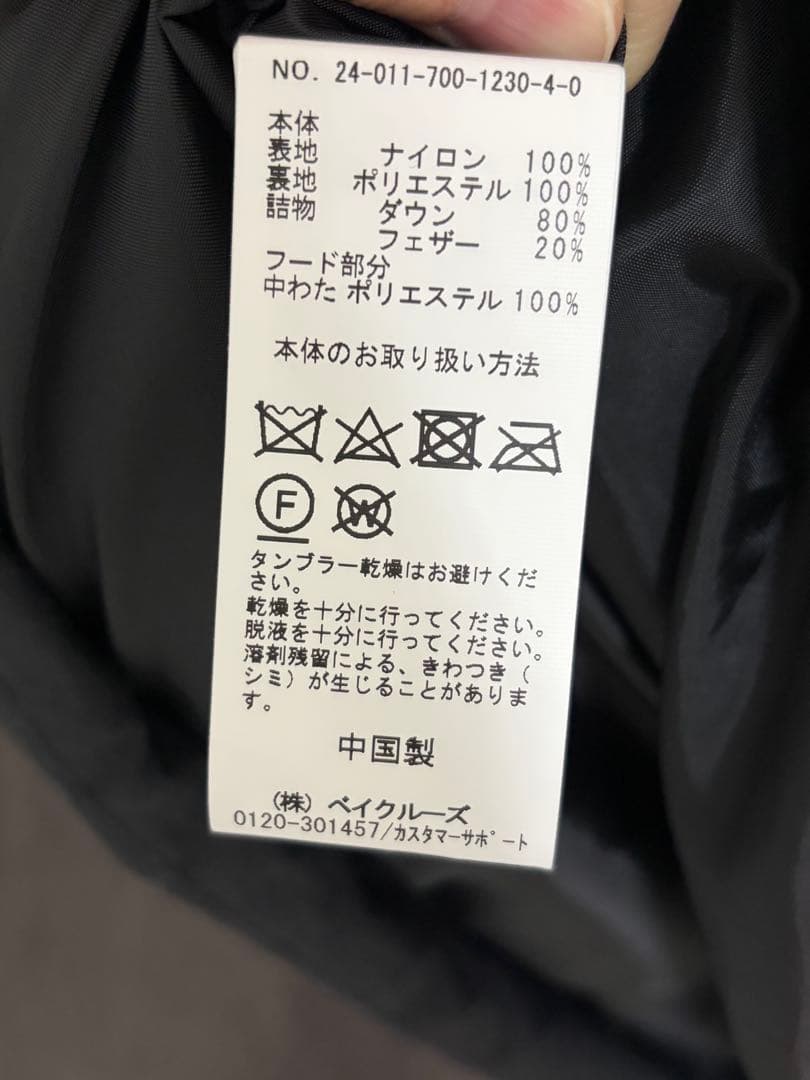 NO. 24-011-700-1230-4-0
本体
表地 ナイロン 100%
裏地 ポリエステル 100%
詰物 ダウン 80%
フェザー 20%
フード部分
中わた ポリエステル 100%
本体のお取り扱い方法
F W
タンブラー乾燥はお避けくだ
さい。
乾燥を十分に行ってください。
脱液を十分に行ってください。
溶剤残留による、きわつき（
シミ）が生じることがありま
す。
中国製
（株）ベイクルーズ
0120-301457/カスタマーサポート